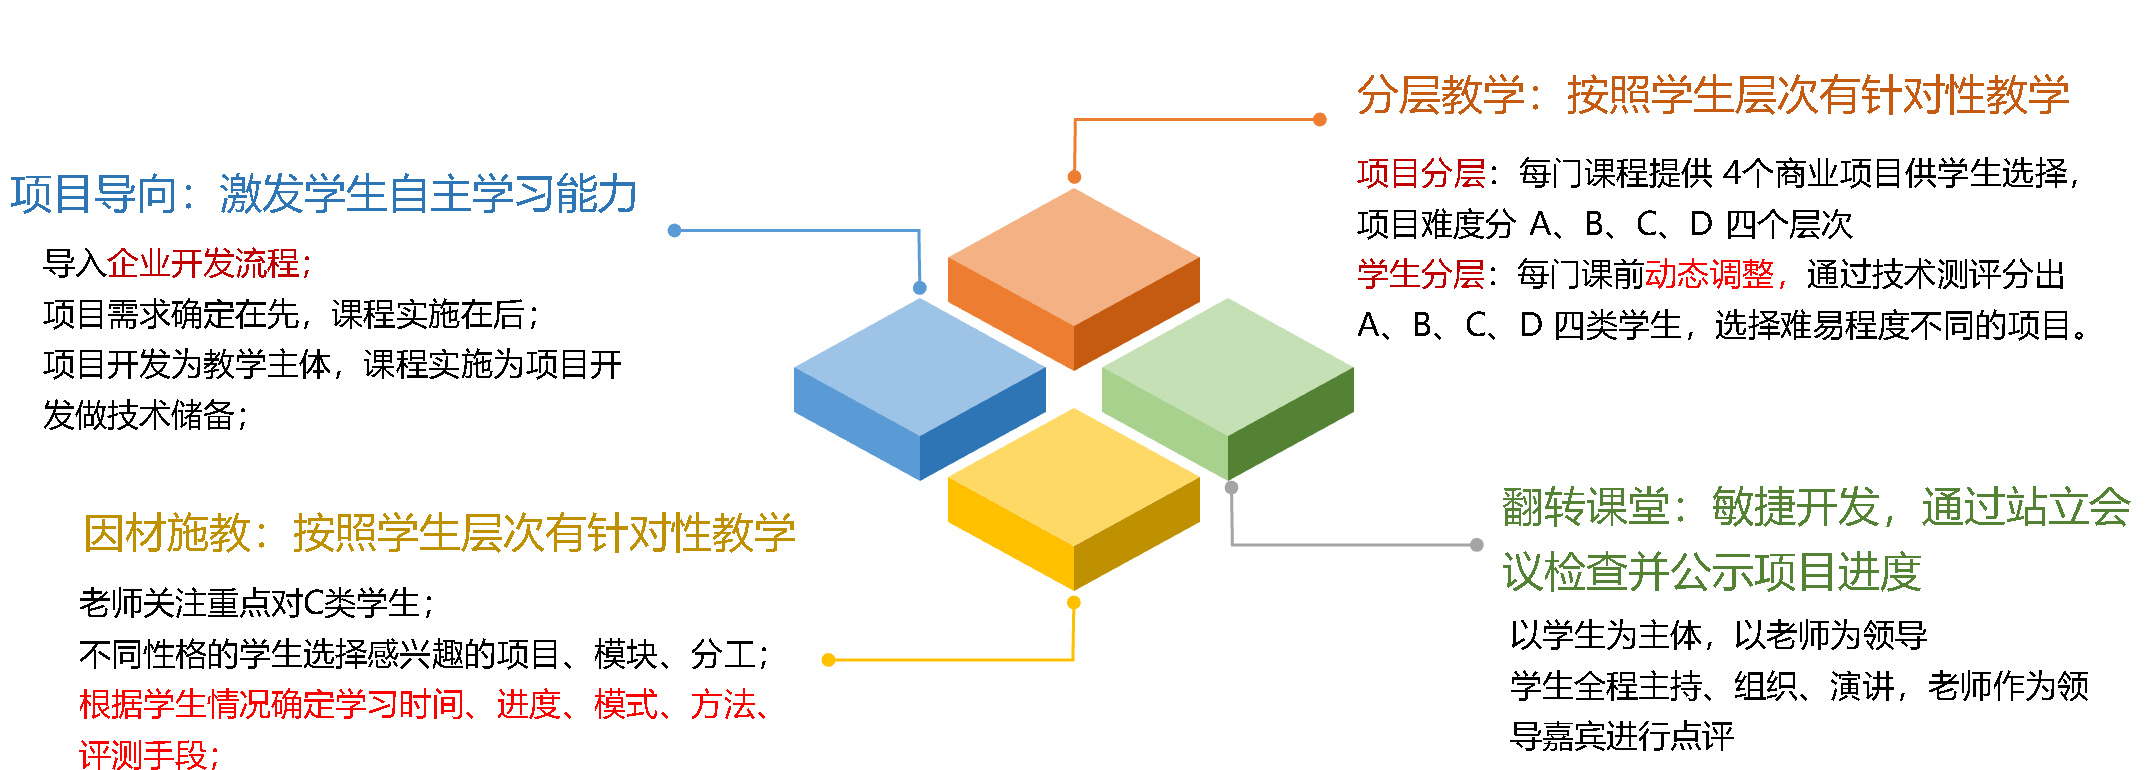 项目导向：激发学生自主学习能力
导入企业开发流程；
项目需求确定在先，课程实施在后；
项目开发为教学主体，课程实施为项目开
发做技术储备；
分层教学：按照学生层次有针对性教学
项目分层：每门课程提供 4个商业项目供学生选择，
项目难度分 A、B、C、D 四个层次
学生分层：每门课前动态调整，通过技术测评分出
A、B、C、D 四类学生，选择难易程度不同的项目。
因材施教：按照学生层次有针对性教学
老师关注重点对C类学生；
不同性格的学生选择感兴趣的项目、模块、分工；
根据学生情况确定学习时间、进度、模式、方法、
评测手段；
翻转课堂：敏捷开发，通过站立会
议检查并公示项目进度
以学生为主体，以老师为领导
学生全程主持、组织、演讲，老师作为领
导嘉宾进行点评